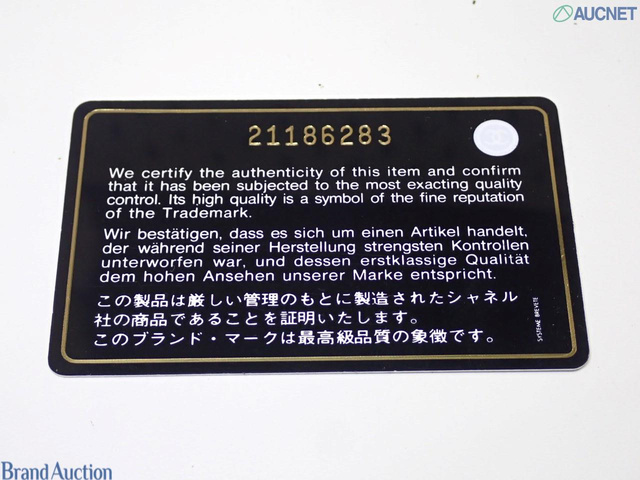 AUCNET
21186283
We certify the authenticity of this item and confirm
that it has been subjected to the most exacting quality
control. Its high quality is a symbol of the fine reputation
of the Trademark.
Wir bestätigen, dass es sich um einen Artikel handelt,
der während seiner Herstellung strengsten Kontrollen
unterworfen war, und dessen erstklassige Qualität
dem hohen Ansehen unserer Marke entspricht.
この製品は厳しい管理のもとに製造されたシャネル
社の商品であることを証明いたします。
このブランド・マークは最高級品質の象徴です。
SYSTEME BREVETE
Brand Auction